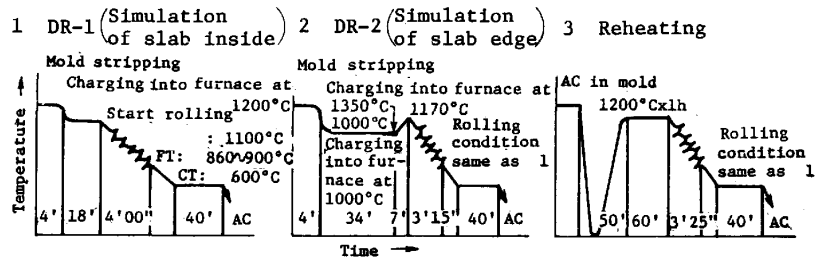 1 DR-1 (Simulation of slab inside)
Mold stripping
Charging into furnace at
1200°C
Start rolling
: 1100°C
FT: 860~900°C
CT: 600°C
4' 18' 4'00" 40' AC
2 DR-2 (Simulation of slab edge)
Mold stripping
Charging into furnace at
1350°C 1170°C
1000°C
Charging
into fur-
nace at
1000°C
Rolling
condition
same as 1
4' 34' 7' 3'15" 40' AC
3 Reheating
AC in mold
1200°Cx1h
Rolling
condition
same as 1
50' 60' 3'25" 40' AC
Temperature
Time